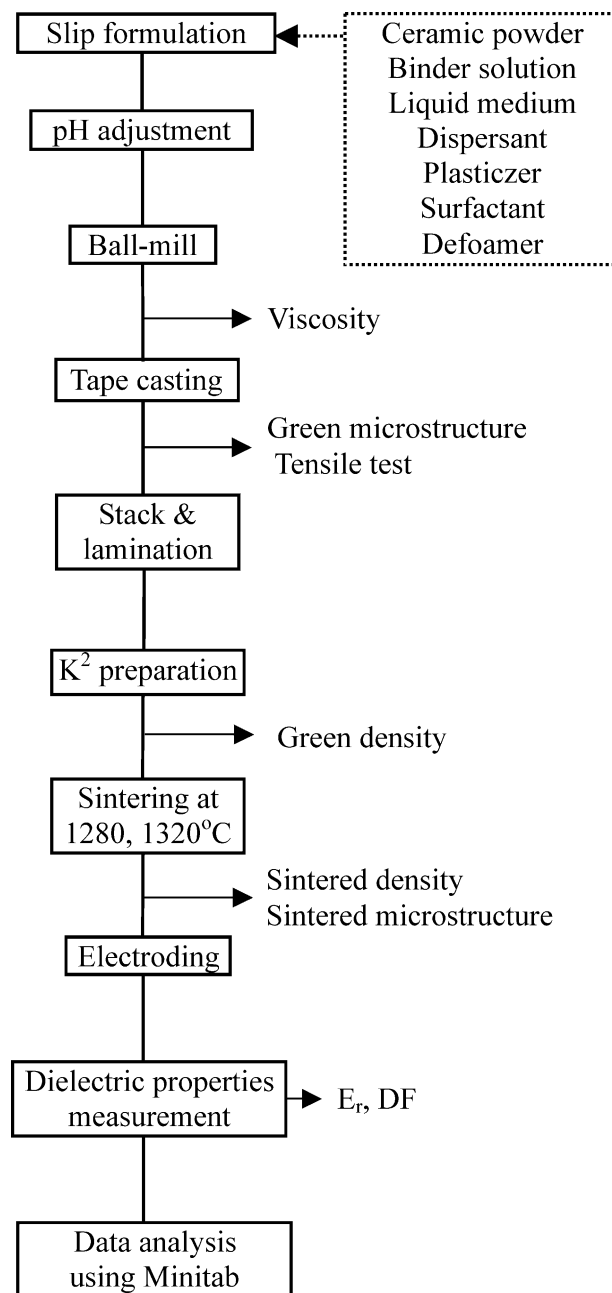 Slip formulation
Ceramic powder
Binder solution
Liquid medium
Dispersant
Plasticzer
Surfactant
Defoamer
pH adjustment
Ball-mill
Viscosity
Tape casting
Green microstructure
Tensile test
Stack &
lamination
K² preparation
Green density
Sintering at
1280, 1320°C
Sintered density
Sintered microstructure
Electroding
Dielectric properties
measurement
Eᵣ, DF
Data analysis
using Minitab